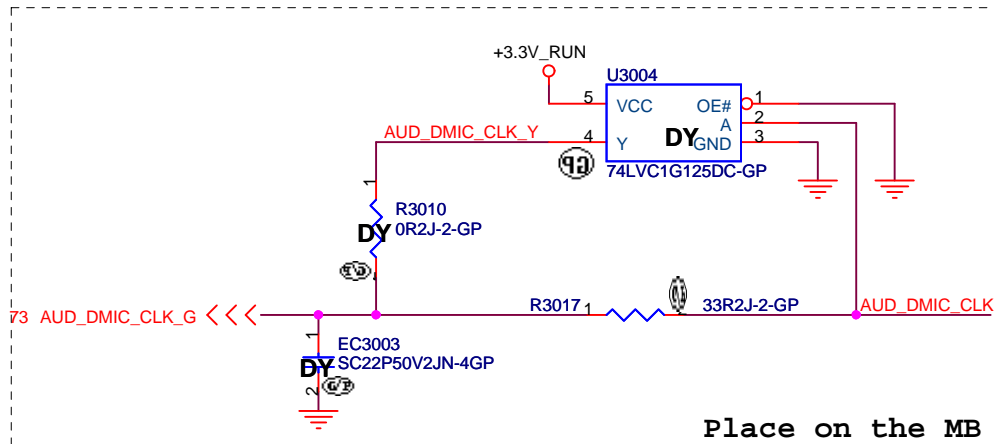 +3.3V_RUN
U3004
5 VCC OE# 1
A 2
AUD_DMIC_CLK_Y 4 Y DY GND 3
74LVC1G125DC-GP
1
R3010
DY 0R2J-2-GP
R3017 1 33R2J-2-GP AUD_DMIC_CLK
73 AUD_DMIC_CLK_G
1
EC3003
DY SC22P50V2JN-4GP
2
Place on the MB